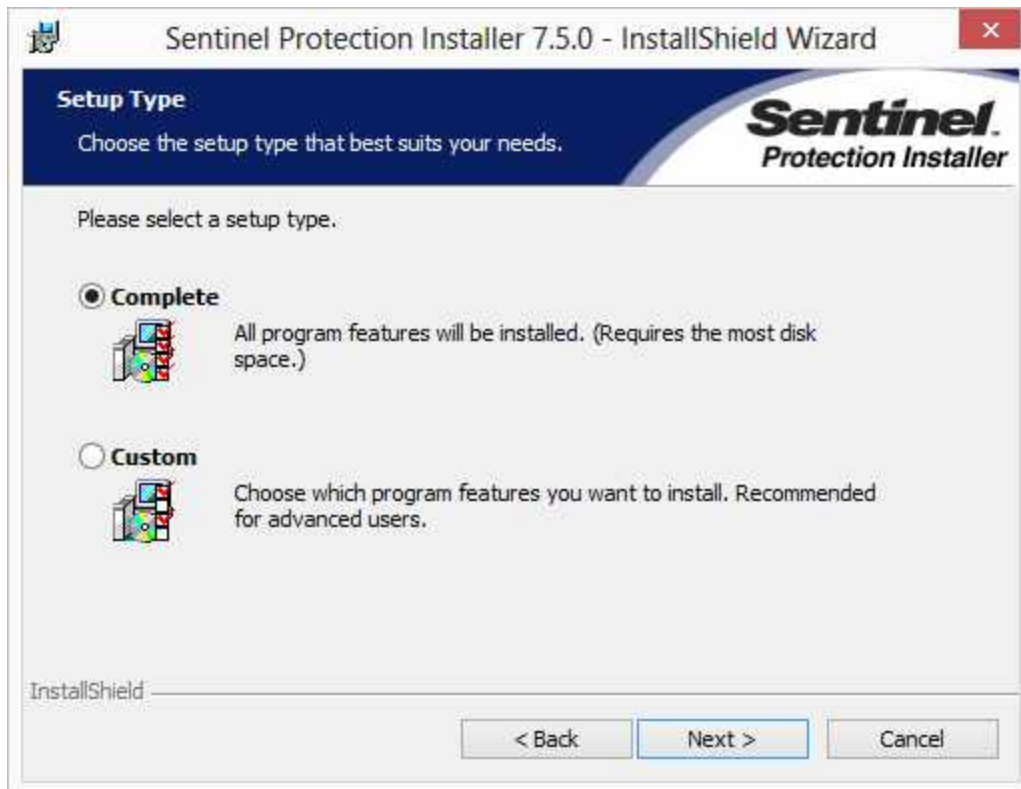 Sentinel Protection Installer 7.5.0 - InstallShield Wizard
Setup Type
Choose the setup type that best suits your needs.
Sentinel.
Protection Installer
Please select a setup type.
Complete
All program features will be installed. (Requires the most disk
space.)
Custom
Choose which program features you want to install. Recommended
for advanced users.
InstallShield
< Back
Next >
Cancel